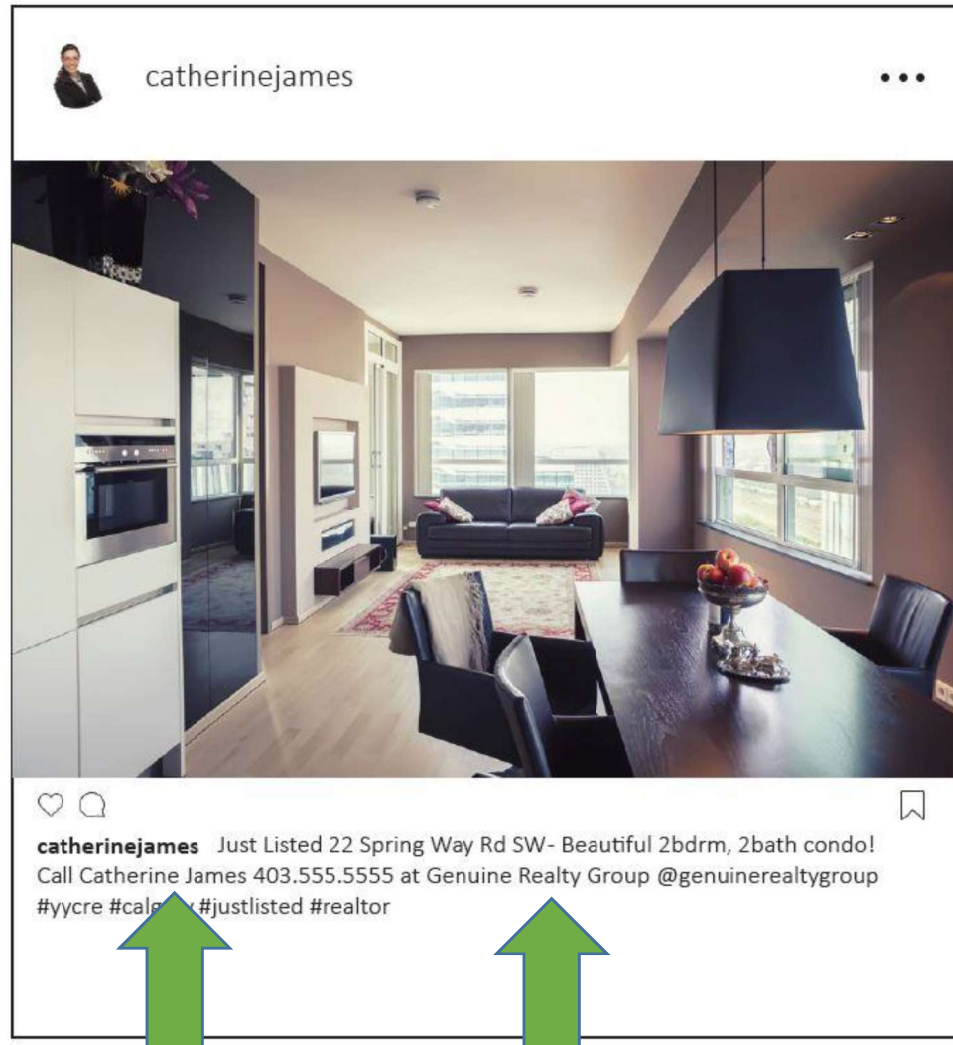 catherinejames
catherinejames Just Listed 22 Spring Way Rd SW- Beautiful 2bdrm, 2bath condo!
Call Catherine James 403.555.5555 at Genuine Realty Group @genuinerealtygroup
#yycre #justlisted #realtor